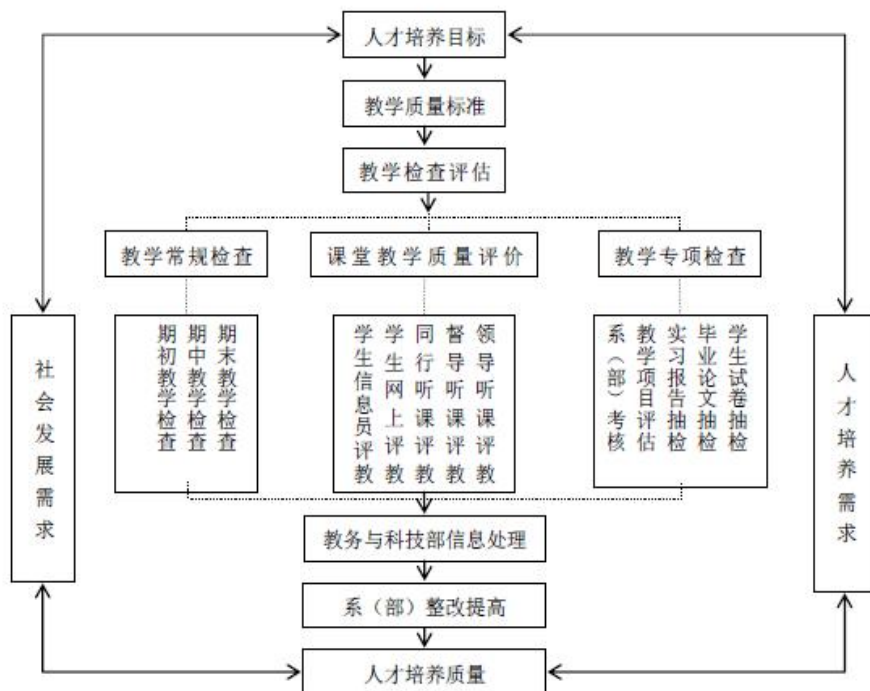 人才培养目标
教学质量标准
教学检查评估
教学常规检查
课堂教学质量评价
教学专项检查
社会发展需求
期初教学检查
期中教学检查
期末教学检查
学生信息员评教
学生网上评教
同行听课评教
督导听课评教
领导听课评教
系（部）考核
教学项目评估
实习报告抽检
毕业论文抽检
学生试卷抽检
人才培养需求
教务与科技部信息处理
系（部）整改提高
人才培养质量